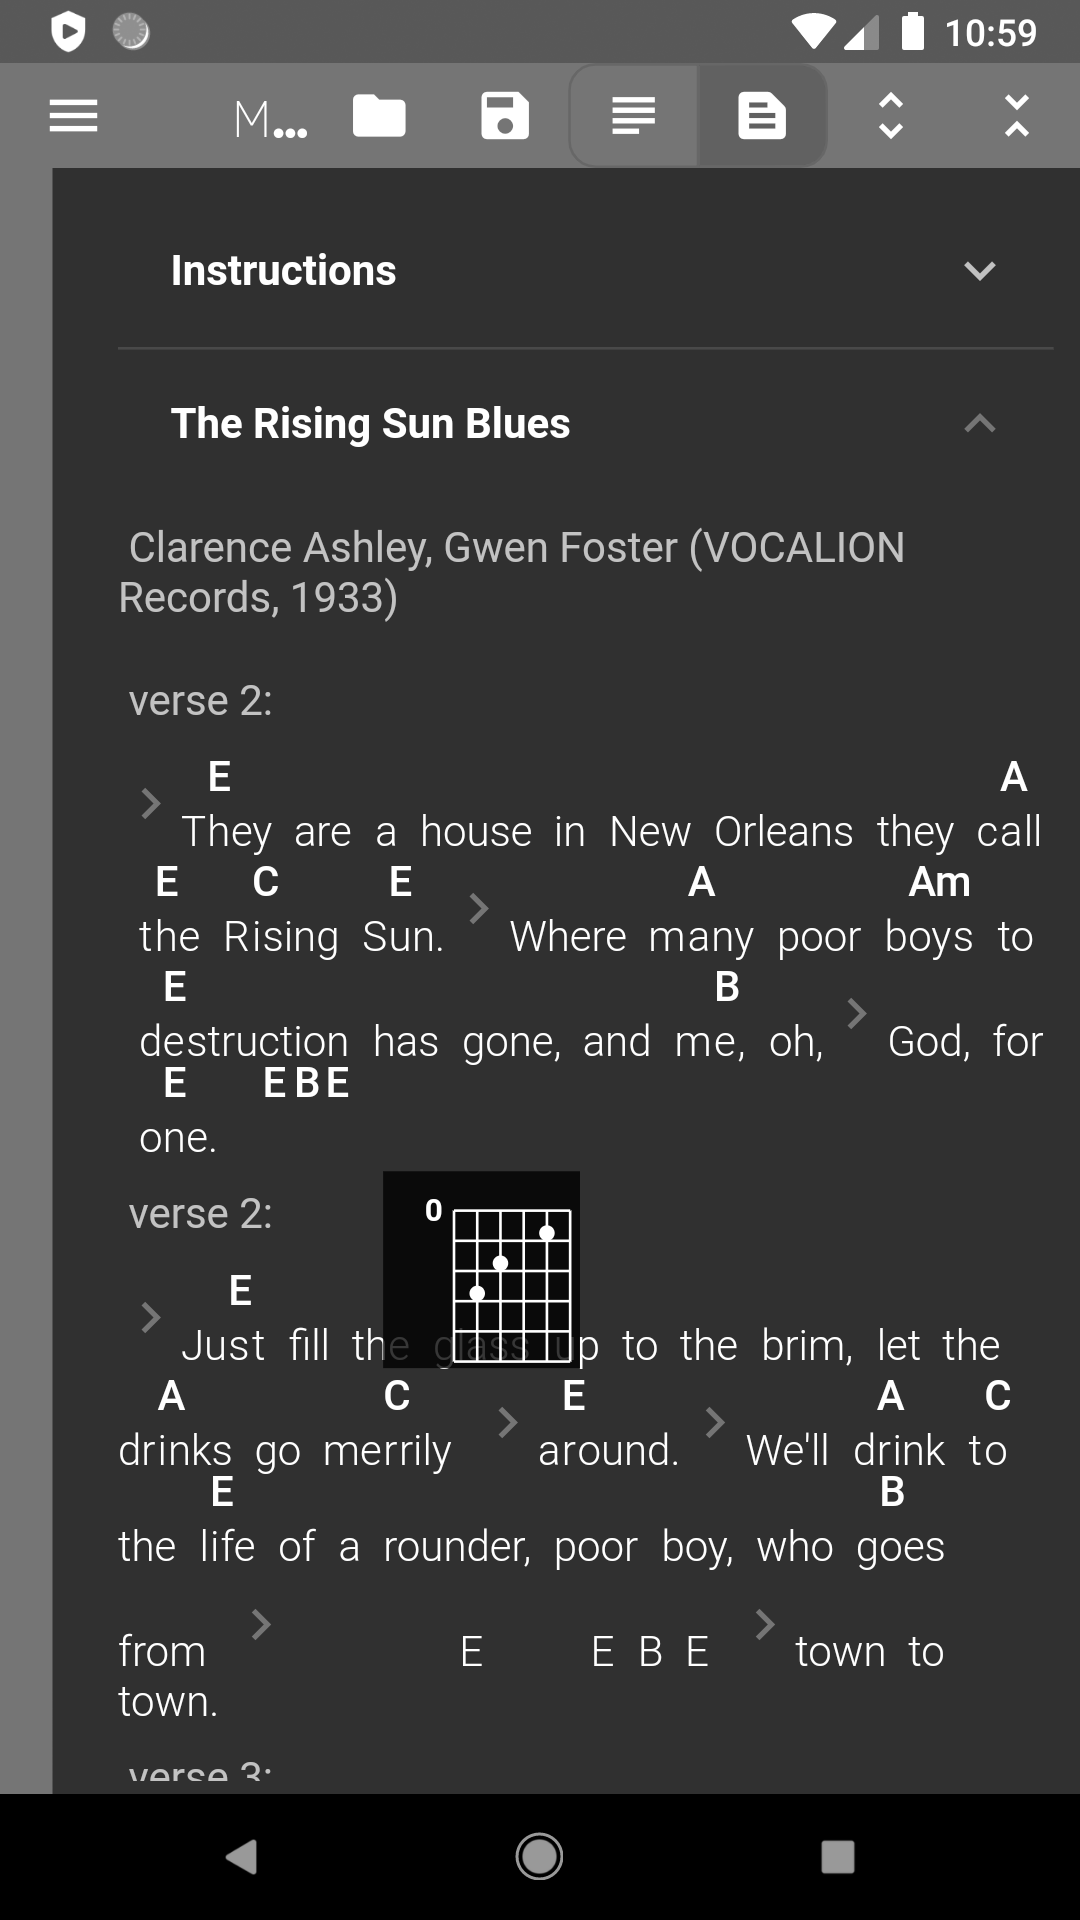 10:59
M...
Instructions
The Rising Sun Blues
Clarence Ashley, Gwen Foster (VOCALION
Records, 1933)
verse 2:
E A
They are a house in New Orleans they call
E C E A Am
the Rising Sun. Where many poor boys to
E B
destruction has gone, and me, oh, God, for
E E B E
one.
verse 2:
0
E
Just fill the glass up to the brim, let the
A C E A C
drinks go merrily around. We'll drink to
E B
the life of a rounder, poor boy, who goes
from E E B E town to
town.
verse 3: